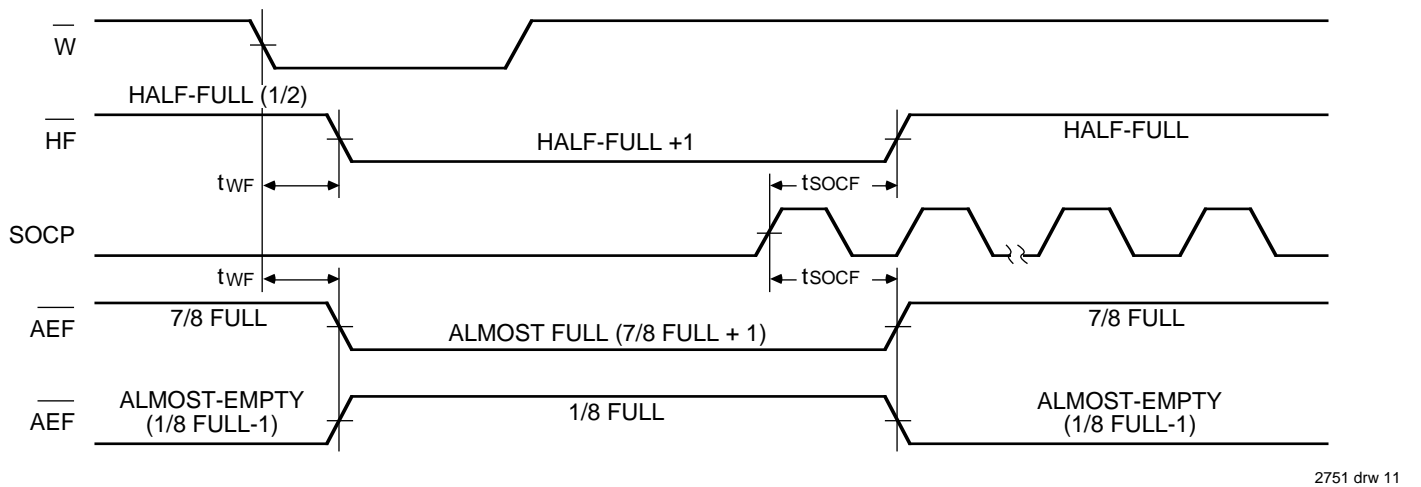 W
HALF-FULL (1/2)
HF
HALF-FULL +1
HALF-FULL
tWF
tSOCF
SOCP
tWF
tSOCF
AEF
7/8 FULL
ALMOST FULL (7/8 FULL + 1)
7/8 FULL
AEF
ALMOST-EMPTY
(1/8 FULL-1)
1/8 FULL
ALMOST-EMPTY
(1/8 FULL-1)
2751 drw 11